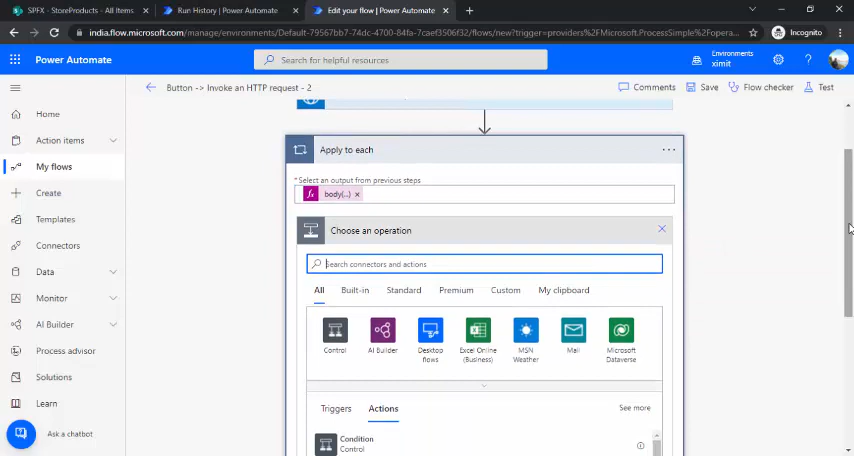 SPFX - StoreProducts - All Items
Run History | Power Automate
Edit your flow | Power Automate
india.flow.microsoft.com/manage/environments/Default-79567bb7-74dc-4700-84fa-7caef3506f32/flows/new?trigger=providers%2FMicrosoft.ProcessSimple%2Fopera...
Incognito
Power Automate
Search for helpful resources
Environments
ximit
Button -> Invoke an HTTP request - 2
Comments
Save
Flow checker
Test
Home
Action items
My flows
Create
Templates
Connectors
Data
Monitor
AI Builder
Process advisor
Solutions
Learn
Ask a chatbot
Apply to each
* Select an output from previous steps
fx body(...) x
Choose an operation
Search connectors and actions
All Built-in Standard Premium Custom My clipboard
Control
AI Builder
Desktop flows
Excel Online (Business)
MSN Weather
Mail
Microsoft Dataverse
Triggers Actions See more
Condition
Control